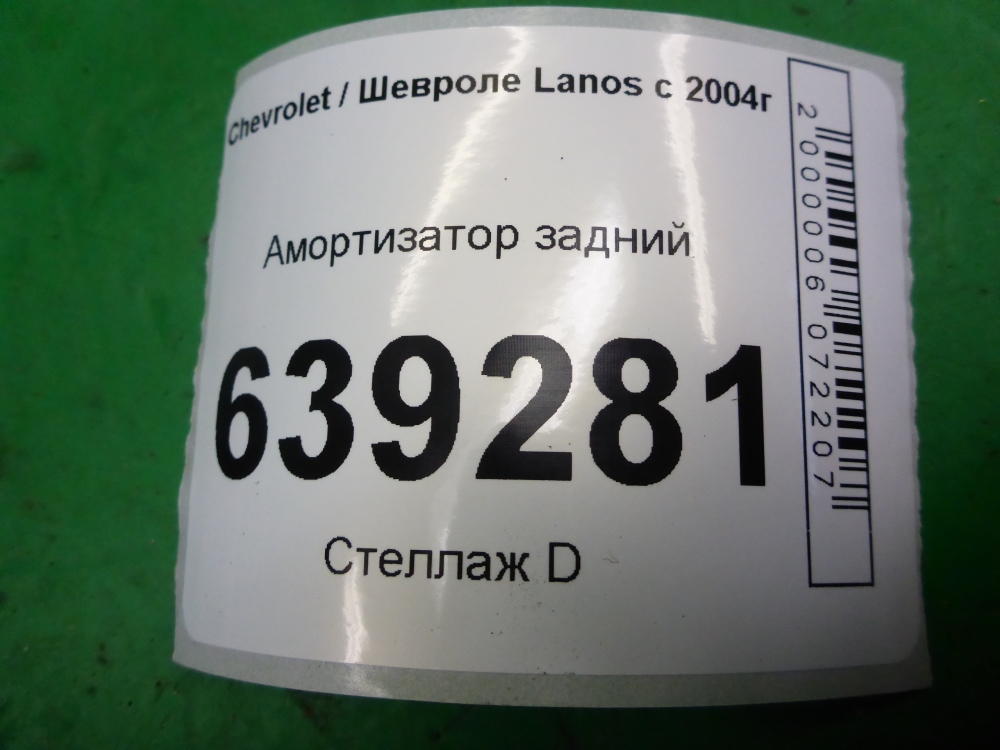 Chevrolet / Шевроле Lanos с 2004г
Амортизатор задний
639281
Стеллаж D
2000006072207